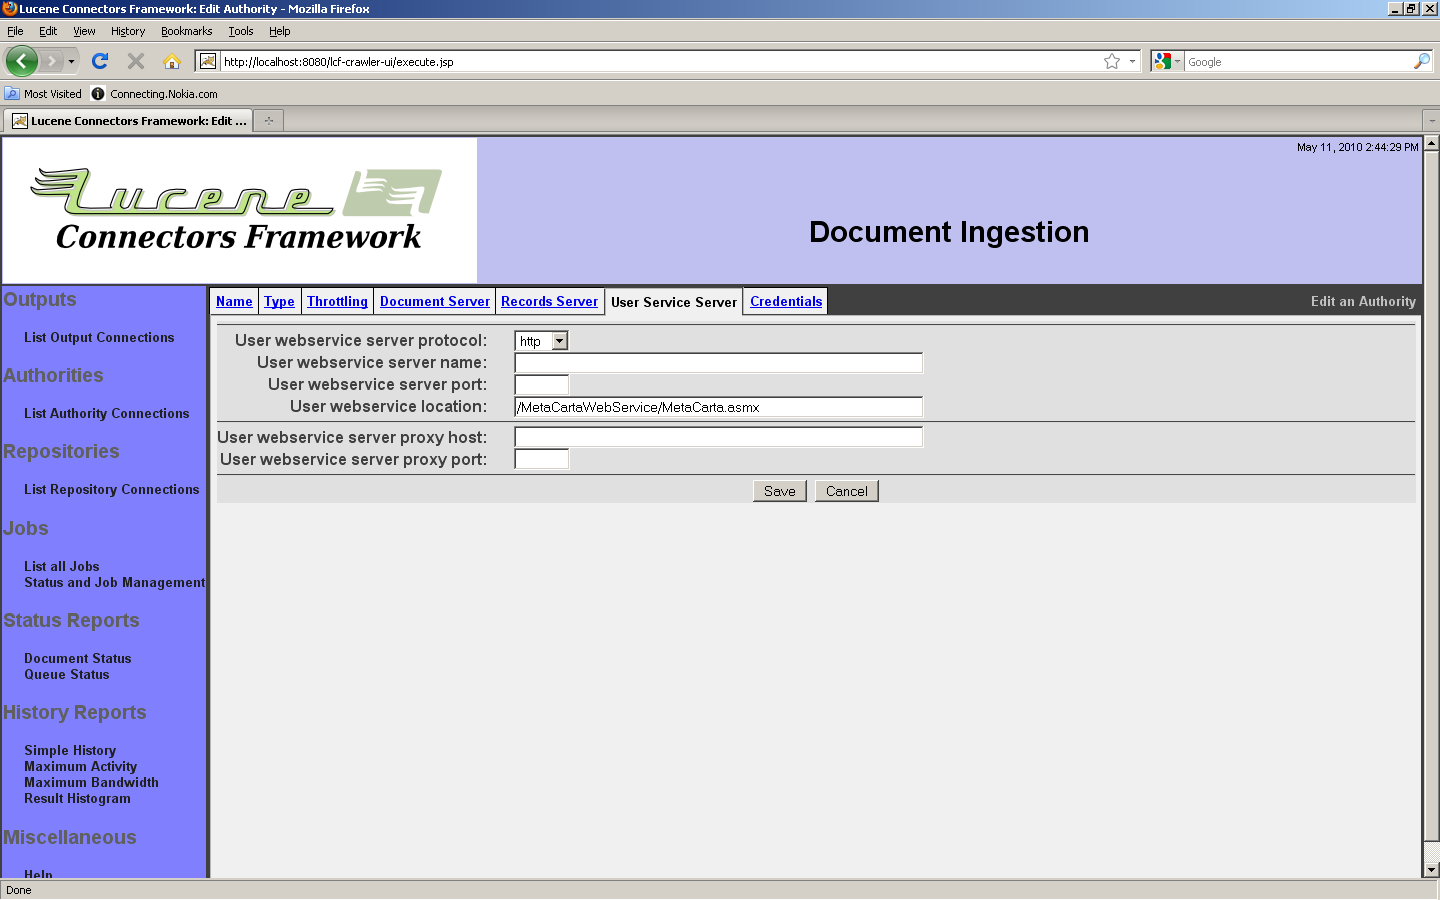 Lucene Connectors Framework: Edit Authority - Mozilla Firefox
File Edit View History Bookmarks Tools Help
http://localhost:8080/lcf-crawler-ui/execute.jsp
Google
Most Visited Connecting.Nokia.com
Lucene Connectors Framework: Edit ...
May 11, 2010 2:44:29 PM
Lucene
Connectors Framework
Document Ingestion
Name Type Throttling Document Server Records Server User Service Server Credentials Edit an Authority
Outputs
List Output Connections
Authorities
List Authority Connections
Repositories
List Repository Connections
Jobs
List all Jobs
Status and Job Management
Status Reports
Document Status
Queue Status
History Reports
Simple History
Maximum Activity
Maximum Bandwidth
Result Histogram
Miscellaneous
Help
User webservice server protocol: http
User webservice server name:
User webservice server port:
User webservice location: /MetaCartaWebService/MetaCarta.asmx
User webservice server proxy host:
User webservice server proxy port:
Save Cancel
Done